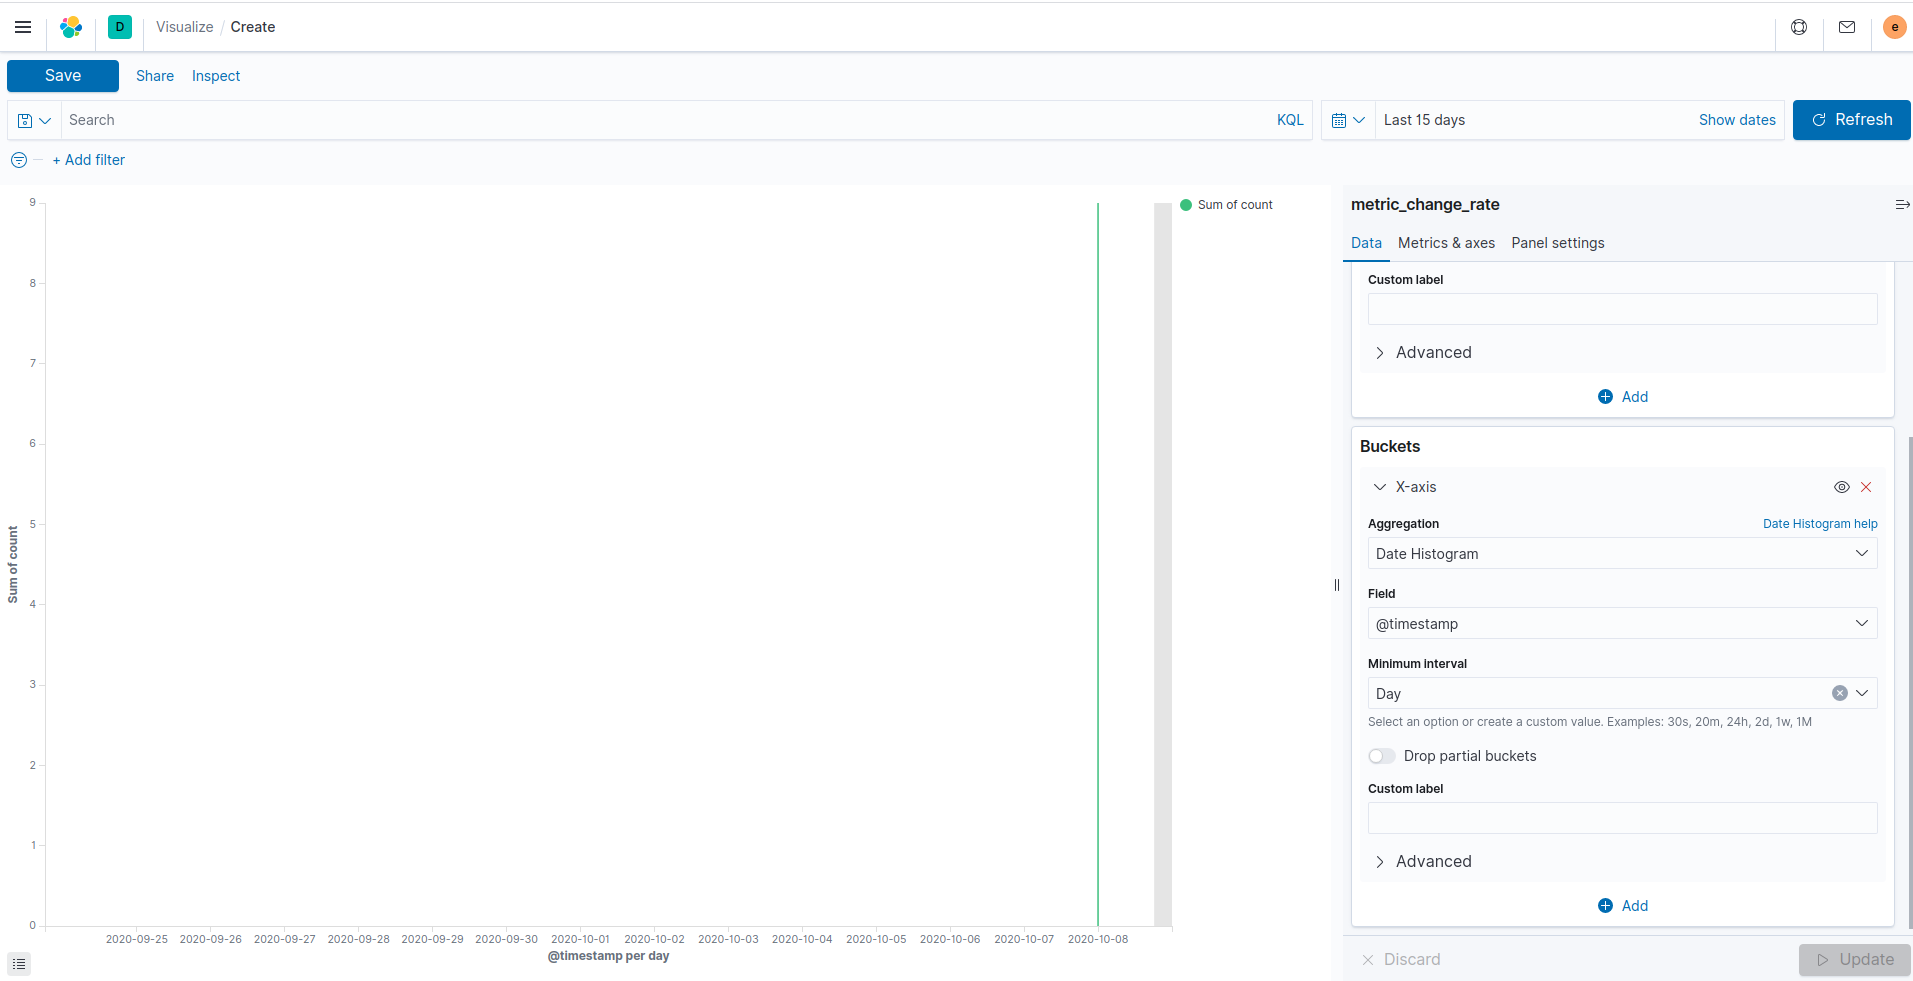 D Visualize / Create e
Save Share Inspect
Search KQL Last 15 days Show dates Refresh
+ Add filter
9
8
7
6
5
4
3
2
1
0
Sum of count
2020-09-25 2020-09-26 2020-09-27 2020-09-28 2020-09-29 2020-09-30 2020-10-01 2020-10-02 2020-10-03 2020-10-04 2020-10-05 2020-10-06 2020-10-07 2020-10-08
@timestamp per day
Sum of count
metric_change_rate
Data Metrics & axes Panel settings
Custom label
Advanced
Add
Buckets
X-axis
Aggregation Date Histogram help
Date Histogram
Field
@timestamp
Minimum interval
Day
Select an option or create a custom value. Examples: 30s, 20m, 24h, 2d, 1w, 1M
Drop partial buckets
Custom label
Advanced
Add
Discard Update